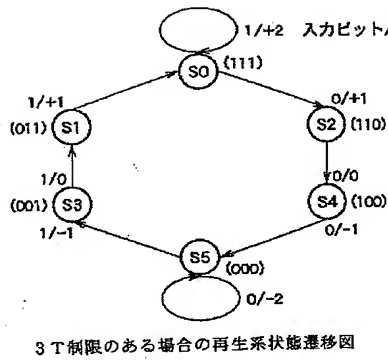 1/+2 入力ビット/
S0 (111)
1/+1
0/+1
(011) S1
S2 (110)
1/0
0/0
(001) S3
S4 (100)
1/-1
0/-1
S5 (000)
0/-2
3T制限のある場合の再生系状態遷移図